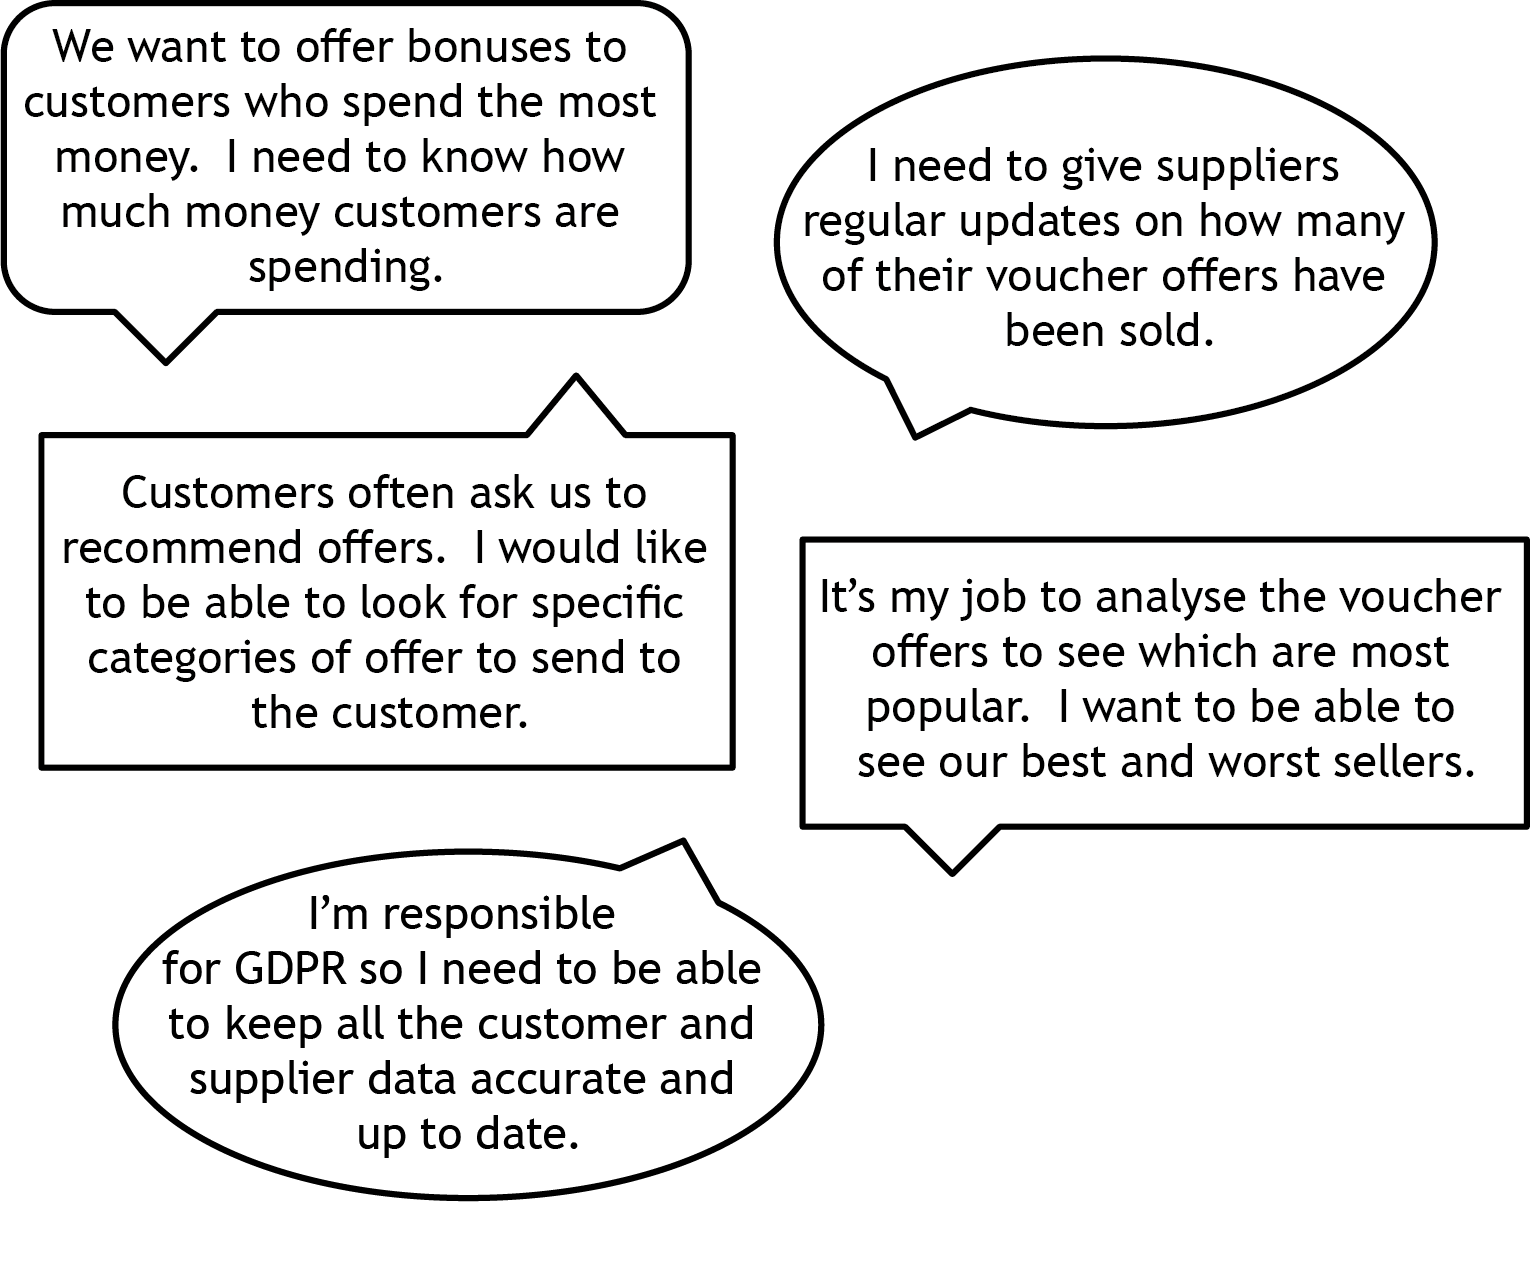 We want to offer bonuses to
customers who spend the most
money.  I need to know how
much money customers are
spending.
I need to give suppliers
regular updates on how many
of their voucher offers have
been sold.
Customers often ask us to
recommend offers.  I would like
to be able to look for specific
categories of offer to send to
the customer.
It’s my job to analyse the voucher
offers to see which are most
popular.  I want to be able to
see our best and worst sellers.
I’m responsible
for GDPR so I need to be able
to keep all the customer and
supplier data accurate and
up to date.